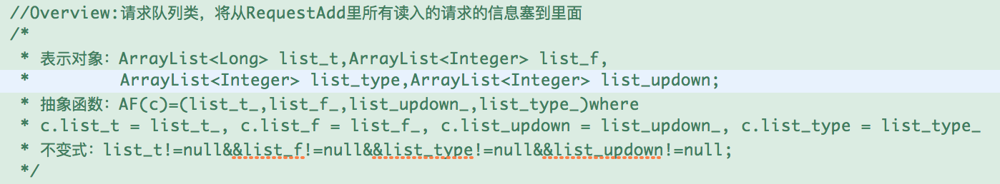 //Overview:请求队列类，将从RequestAdd里所有读入的请求的信息塞到里面
/*
* 表示对象：ArrayList<Long> list_t,ArrayList<Integer> list_f,
* ArrayList<Integer> list_type,ArrayList<Integer> list_updown;
* 抽象函数：AF(c)=(list_t_,list_f_,list_updown_,list_type_)where
* c.list_t = list_t_, c.list_f = list_f_, c.list_updown = list_updown_, c.list_type = list_type_
* 不变式：list_t!=null&&list_f!=null&&list_type!=null&&list_updown!=null;
*/